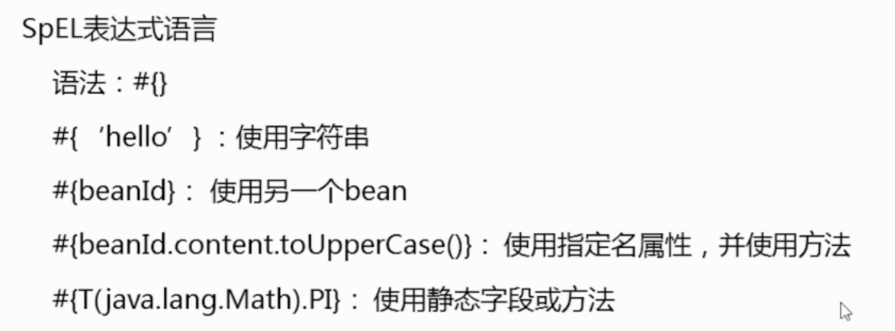 SpEL表达式语言
语法：#{}
#{‘hello’}：使用字符串
#{beanId}：使用另一个bean
#{beanId.content.toUpperCase()}：使用指定名属性，并使用方法
#{T(java.lang.Math).PI}：使用静态字段或方法